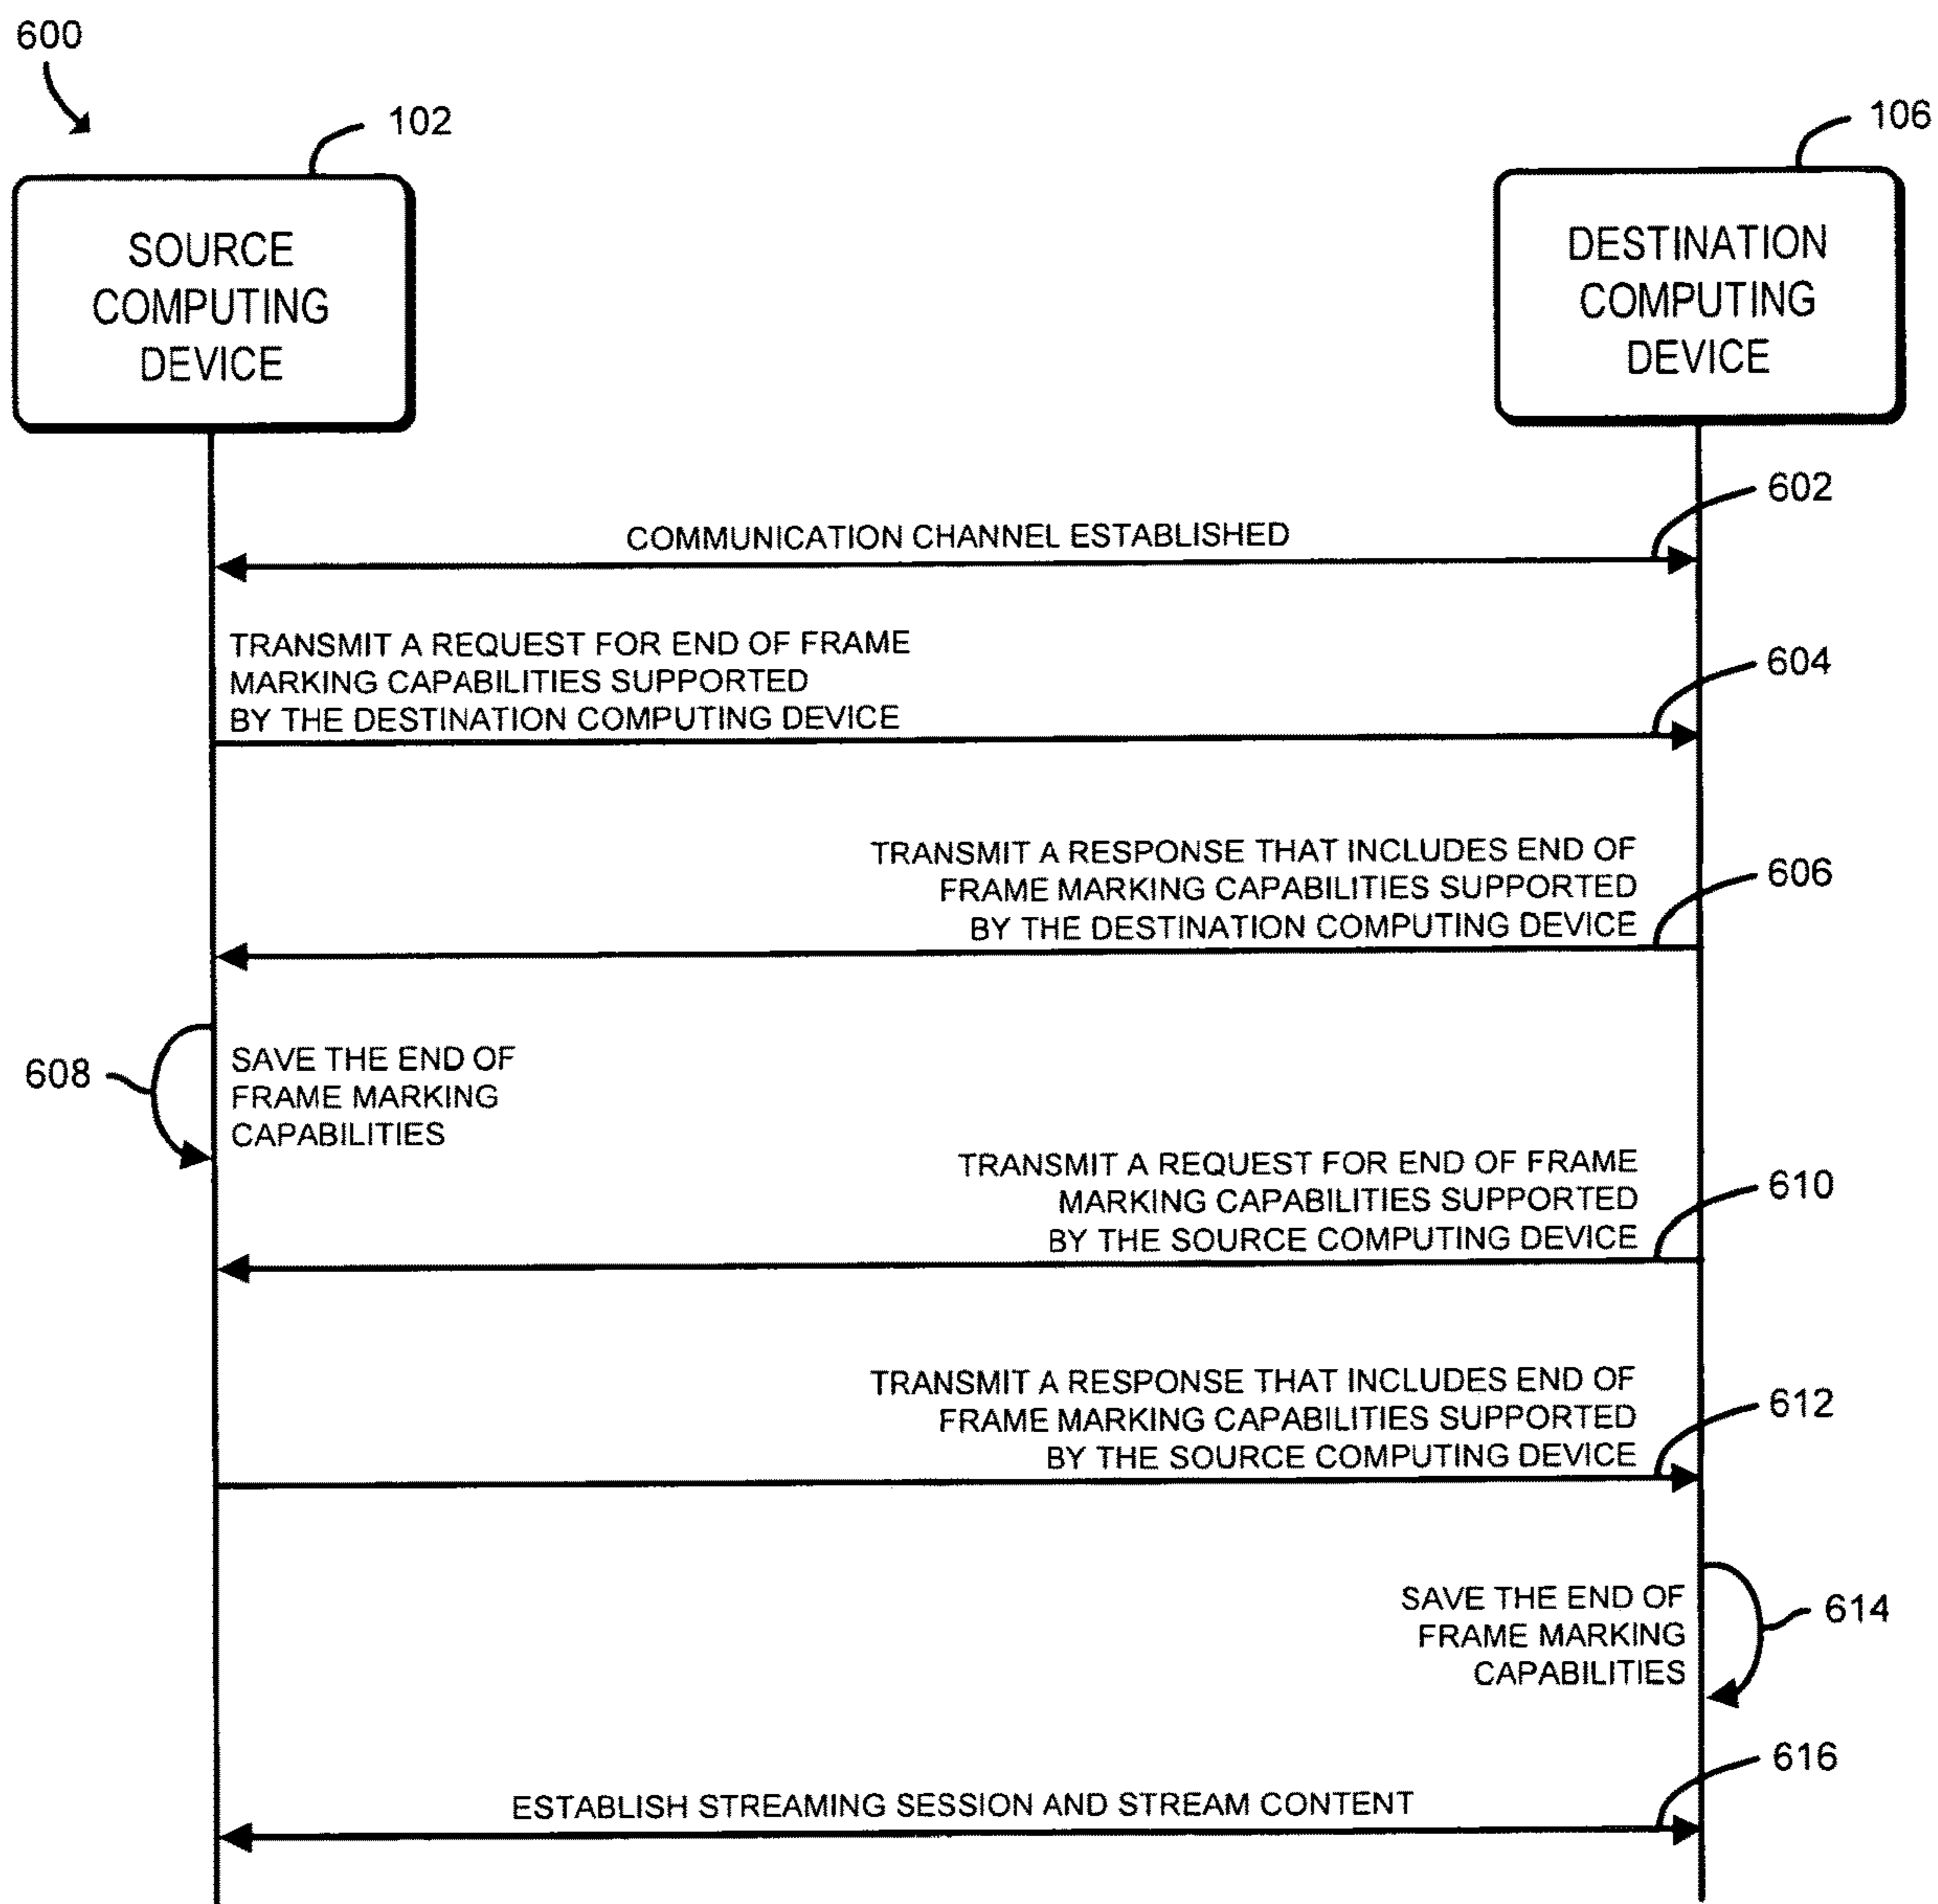 600
102
106
SOURCE
COMPUTING
DEVICE
DESTINATION
COMPUTING
DEVICE
602
COMMUNICATION CHANNEL ESTABLISHED
TRANSMIT A REQUEST FOR END OF FRAME
MARKING CAPABILITIES SUPPORTED
BY THE DESTINATION COMPUTING DEVICE
604
TRANSMIT A RESPONSE THAT INCLUDES END OF
FRAME MARKING CAPABILITIES SUPPORTED
BY THE DESTINATION COMPUTING DEVICE
606
608
SAVE THE END OF
FRAME MARKING
CAPABILITIES
TRANSMIT A REQUEST FOR END OF FRAME
MARKING CAPABILITIES SUPPORTED
BY THE SOURCE COMPUTING DEVICE
610
TRANSMIT A RESPONSE THAT INCLUDES END OF
FRAME MARKING CAPABILITIES SUPPORTED
BY THE SOURCE COMPUTING DEVICE
612
SAVE THE END OF
FRAME MARKING
CAPABILITIES
614
616
ESTABLISH STREAMING SESSION AND STREAM CONTENT